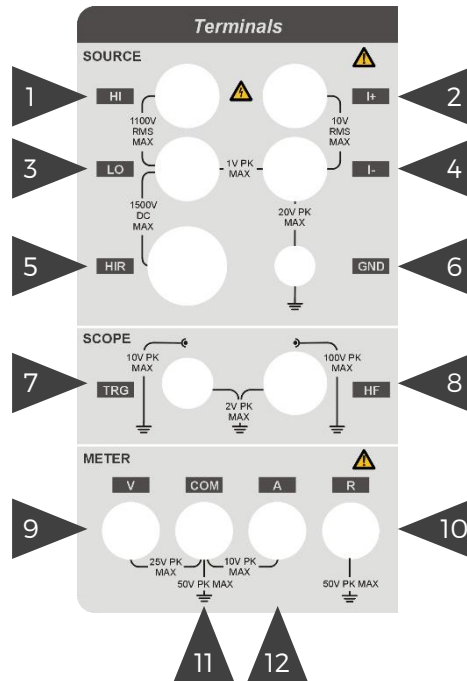 Terminals
SOURCE
1
HI
I+
2
1100V
RMS
MAX
10V
RMS
MAX
3
LO
1V PK
MAX
I-
4
1500V
DC
MAX
20V PK
MAX
5
HIR
GND
6
SCOPE
10V PK
MAX
100V PK
MAX
7
TRG
2V PK
MAX
HF
8
METER
V
COM
A
R
9
10
25V PK
MAX
10V PK
MAX
50V PK MAX
50V PK MAX
11
12